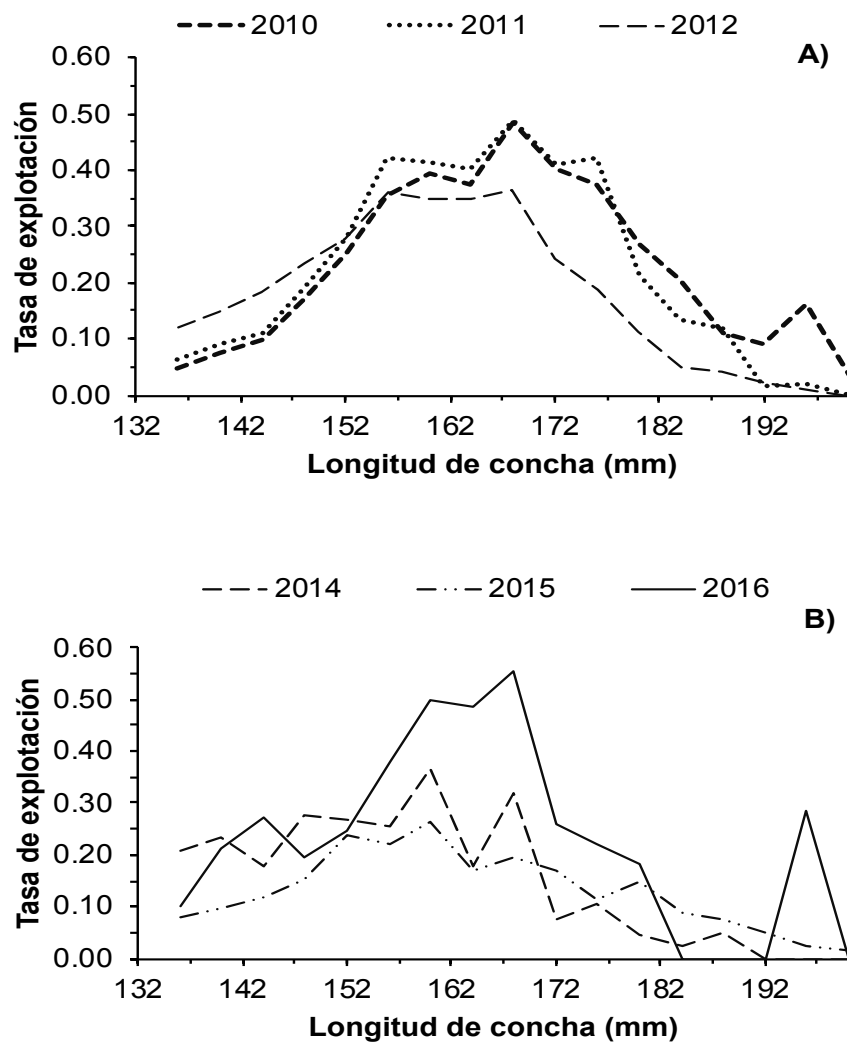 2010 2011 2012
A)
0.60
0.50
0.40
0.30
0.20
0.10
0.00
Tasa de explotación
132 142 152 162 172 182 192
Longitud de concha (mm)
2014 2015 2016
B)
0.60
0.50
0.40
0.30
0.20
0.10
0.00
Tasa de explotación
132 142 152 162 172 182 192
Longitud de concha (mm)